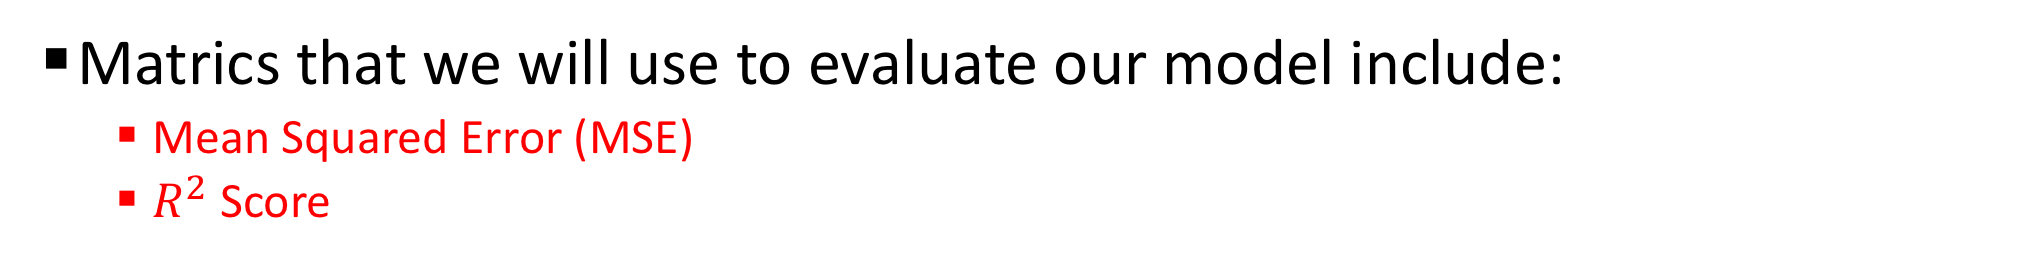 ▪Matrics that we will use to evaluate our model include:
▪ Mean Squared Error (MSE)
▪ R² Score